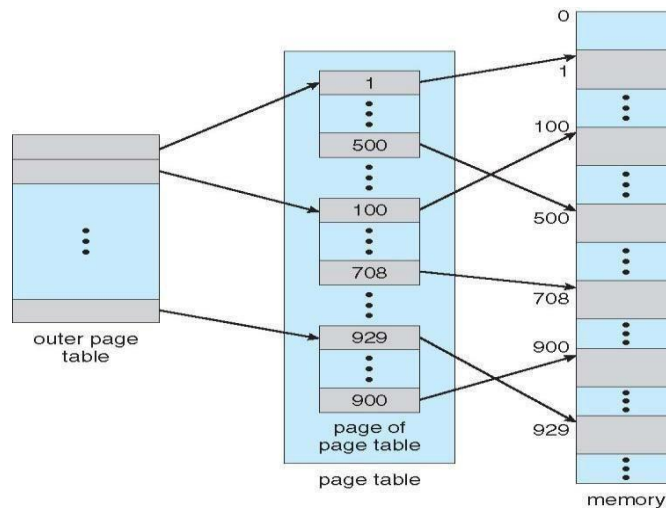 outer page
table
1
500
100
708
929
900
page of
page table
page table
0
1
100
500
708
900
929
memory